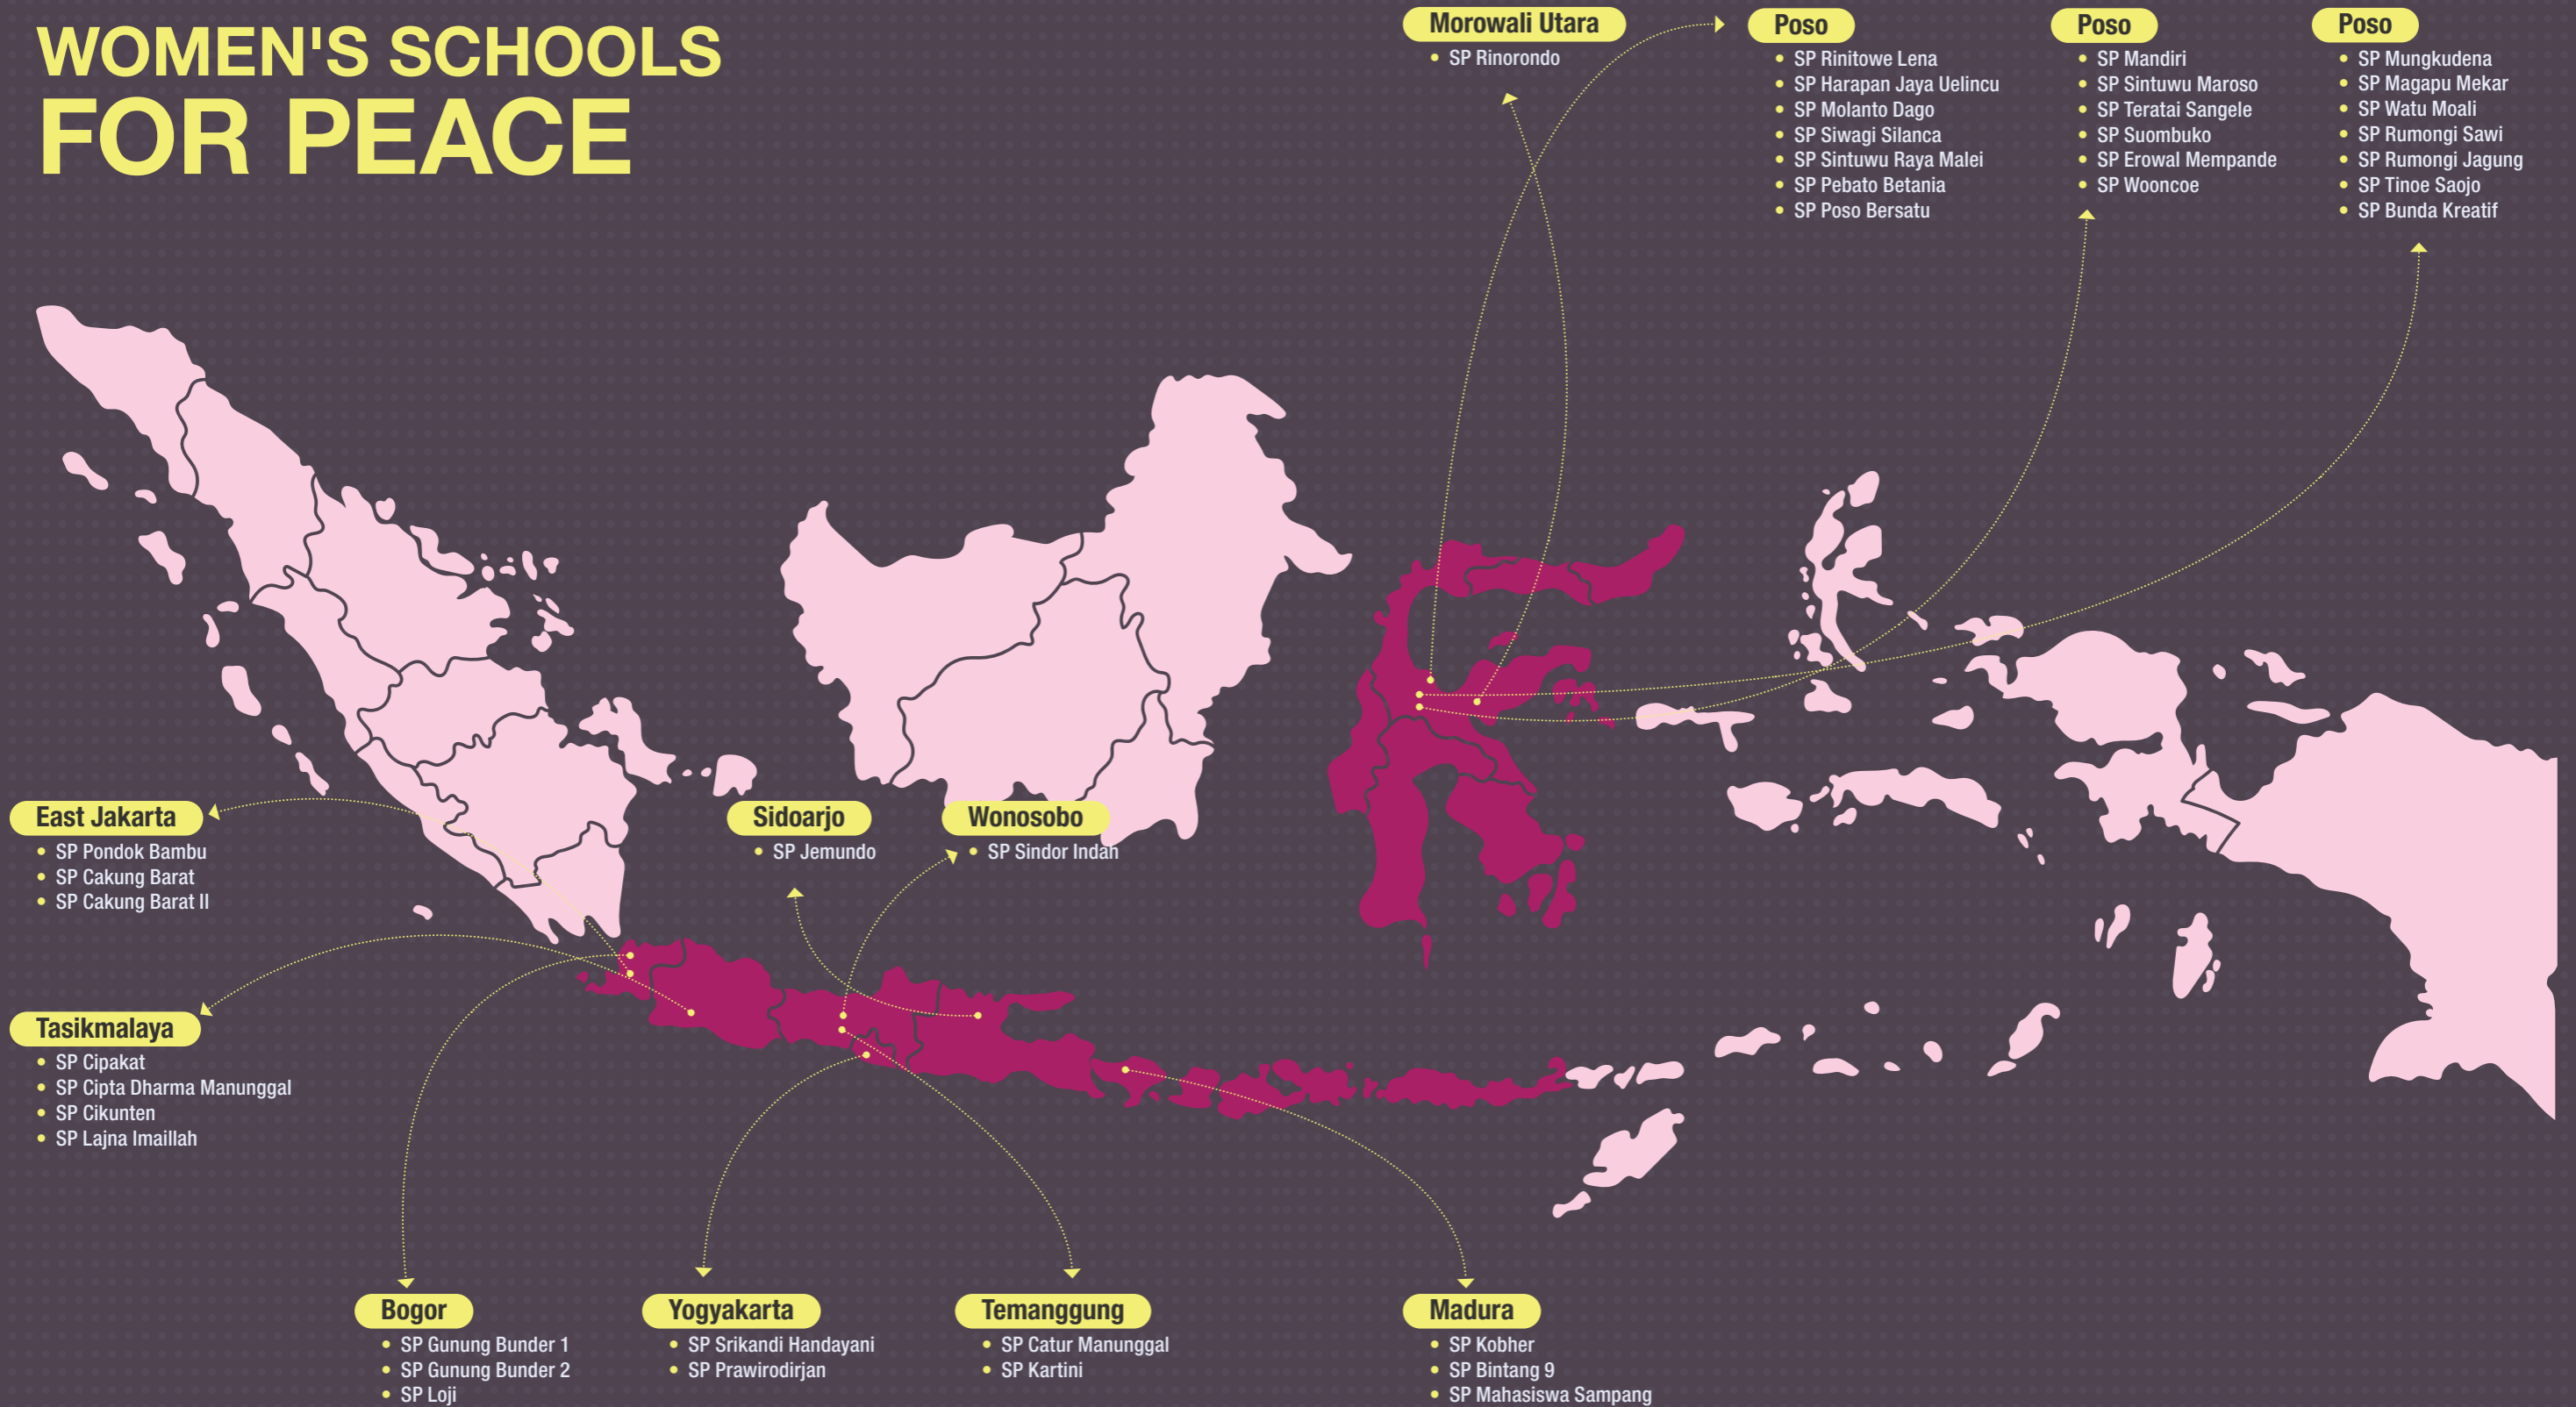 WOMEN'S SCHOOLS
FOR PEACE
Morowali Utara
• SP Rinorondo
Poso
• SP Rinitowe Lena
• SP Harapan Jaya Uelincu
• SP Molanto Dago
• SP Siwagi Silanca
• SP Sintuwu Raya Malei
• SP Pebato Betania
• SP Poso Bersatu
Poso
• SP Mandiri
• SP Sintuwu Maroso
• SP Teratai Sangele
• SP Suombuko
• SP Erowal Mempande
• SP Wooncoe
Poso
• SP Mungkudena
• SP Magapu Mekar
• SP Watu Moali
• SP Rumongi Sawi
• SP Rumongi Jagung
• SP Tinoe Saojo
• SP Bunda Kreatif
East Jakarta
• SP Pondok Bambu
• SP Cakung Barat
• SP Cakung Barat II
Sidoarjo
• SP Jemundo
Wonosobo
• SP Sindor Indah
Tasikmalaya
• SP Cipakat
• SP Cipta Dharma Manunggal
• SP Cikunten
• SP Lajna Imaillah
Bogor
• SP Gunung Bunder 1
• SP Gunung Bunder 2
• SP Loji
Yogyakarta
• SP Srikandi Handayani
• SP Prawirodirjan
Temanggung
• SP Catur Manunggal
• SP Kartini
Madura
• SP Kobher
• SP Bintang 9
• SP Mahasiswa Sampang